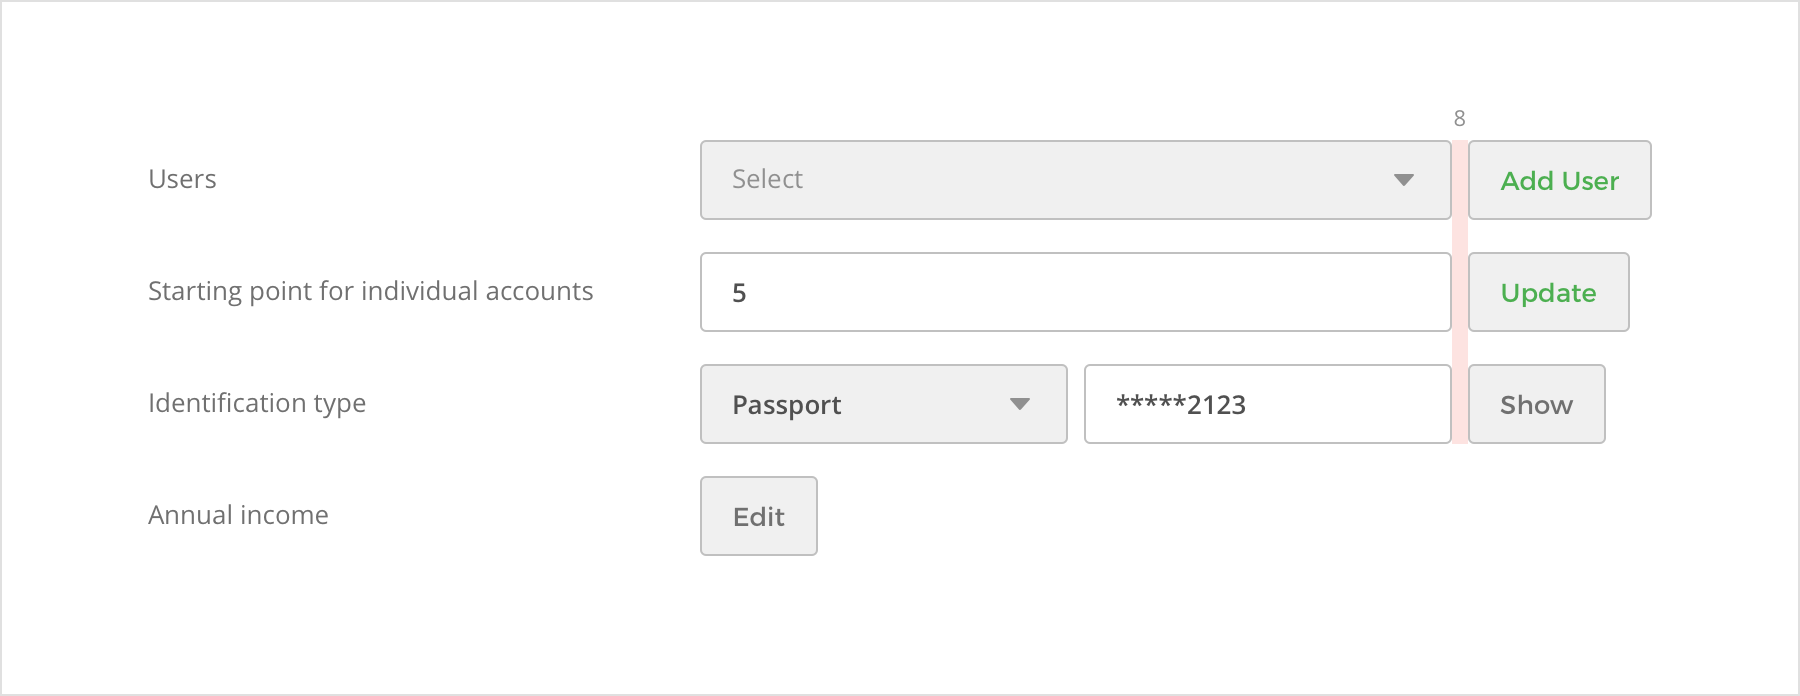 8
Users
Select
Add User
Starting point for individual accounts
5
Update
Identification type
Passport
*****2123
Show
Annual income
Edit